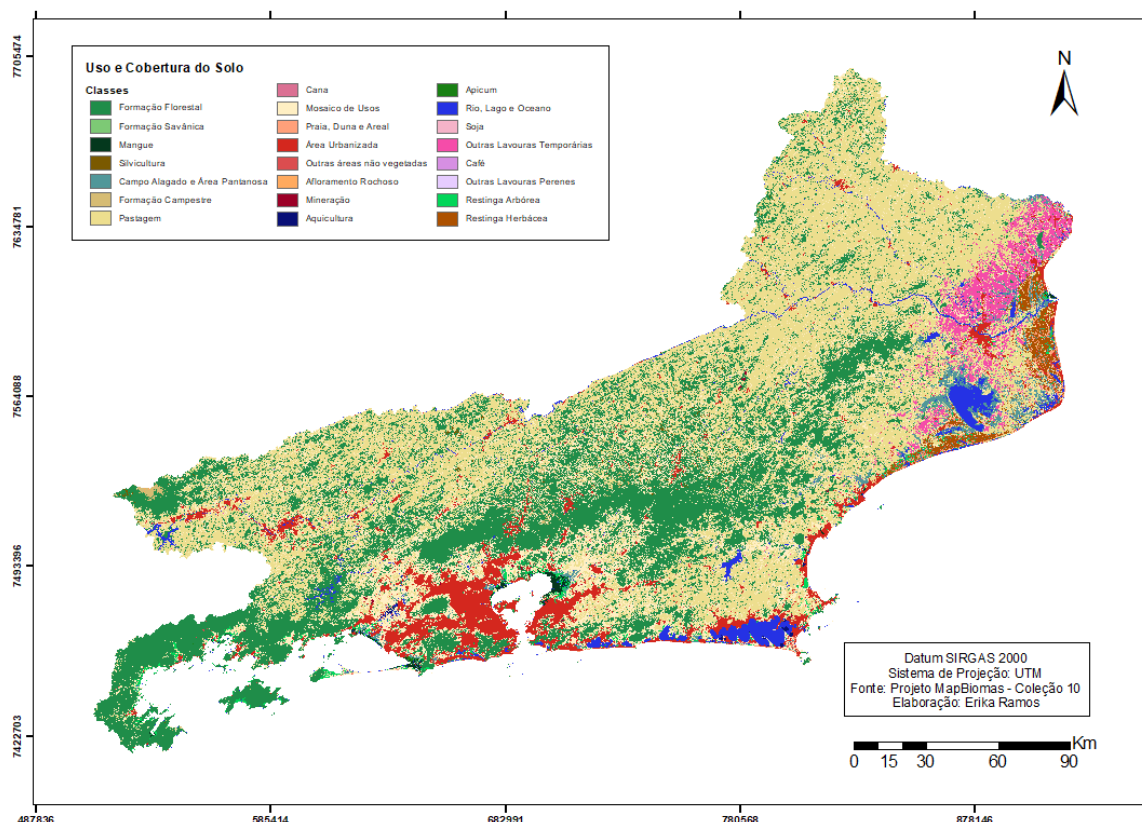 7705474
7634781
7564088
7493396
7422703
Uso e Cobertura do Solo
Classes
Formação Florestal
Formação Savânica
Mangue
Silvicultura
Campo Alagado e Área Pantanosa
Formação Campestre
Pastagem
Cana
Mosaico de Usos
Praia, Duna e Areal
Área Urbanizada
Outras áreas não vegetadas
Afloramento Rochoso
Mineração
Aquicultura
Apicum
Rio, Lago e Oceano
Soja
Outras Lavouras Temporárias
Café
Outras Lavouras Perenes
Restinga Arbórea
Restinga Herbácea
N
Datum SIRGAS 2000
Sistema de Projeção: UTM
Fonte: Projeto MapBiomas - Coleção 10
Elaboração: Erika Ramos
Km
0 15 30 60 90
487836 585414 682991 780568 878146